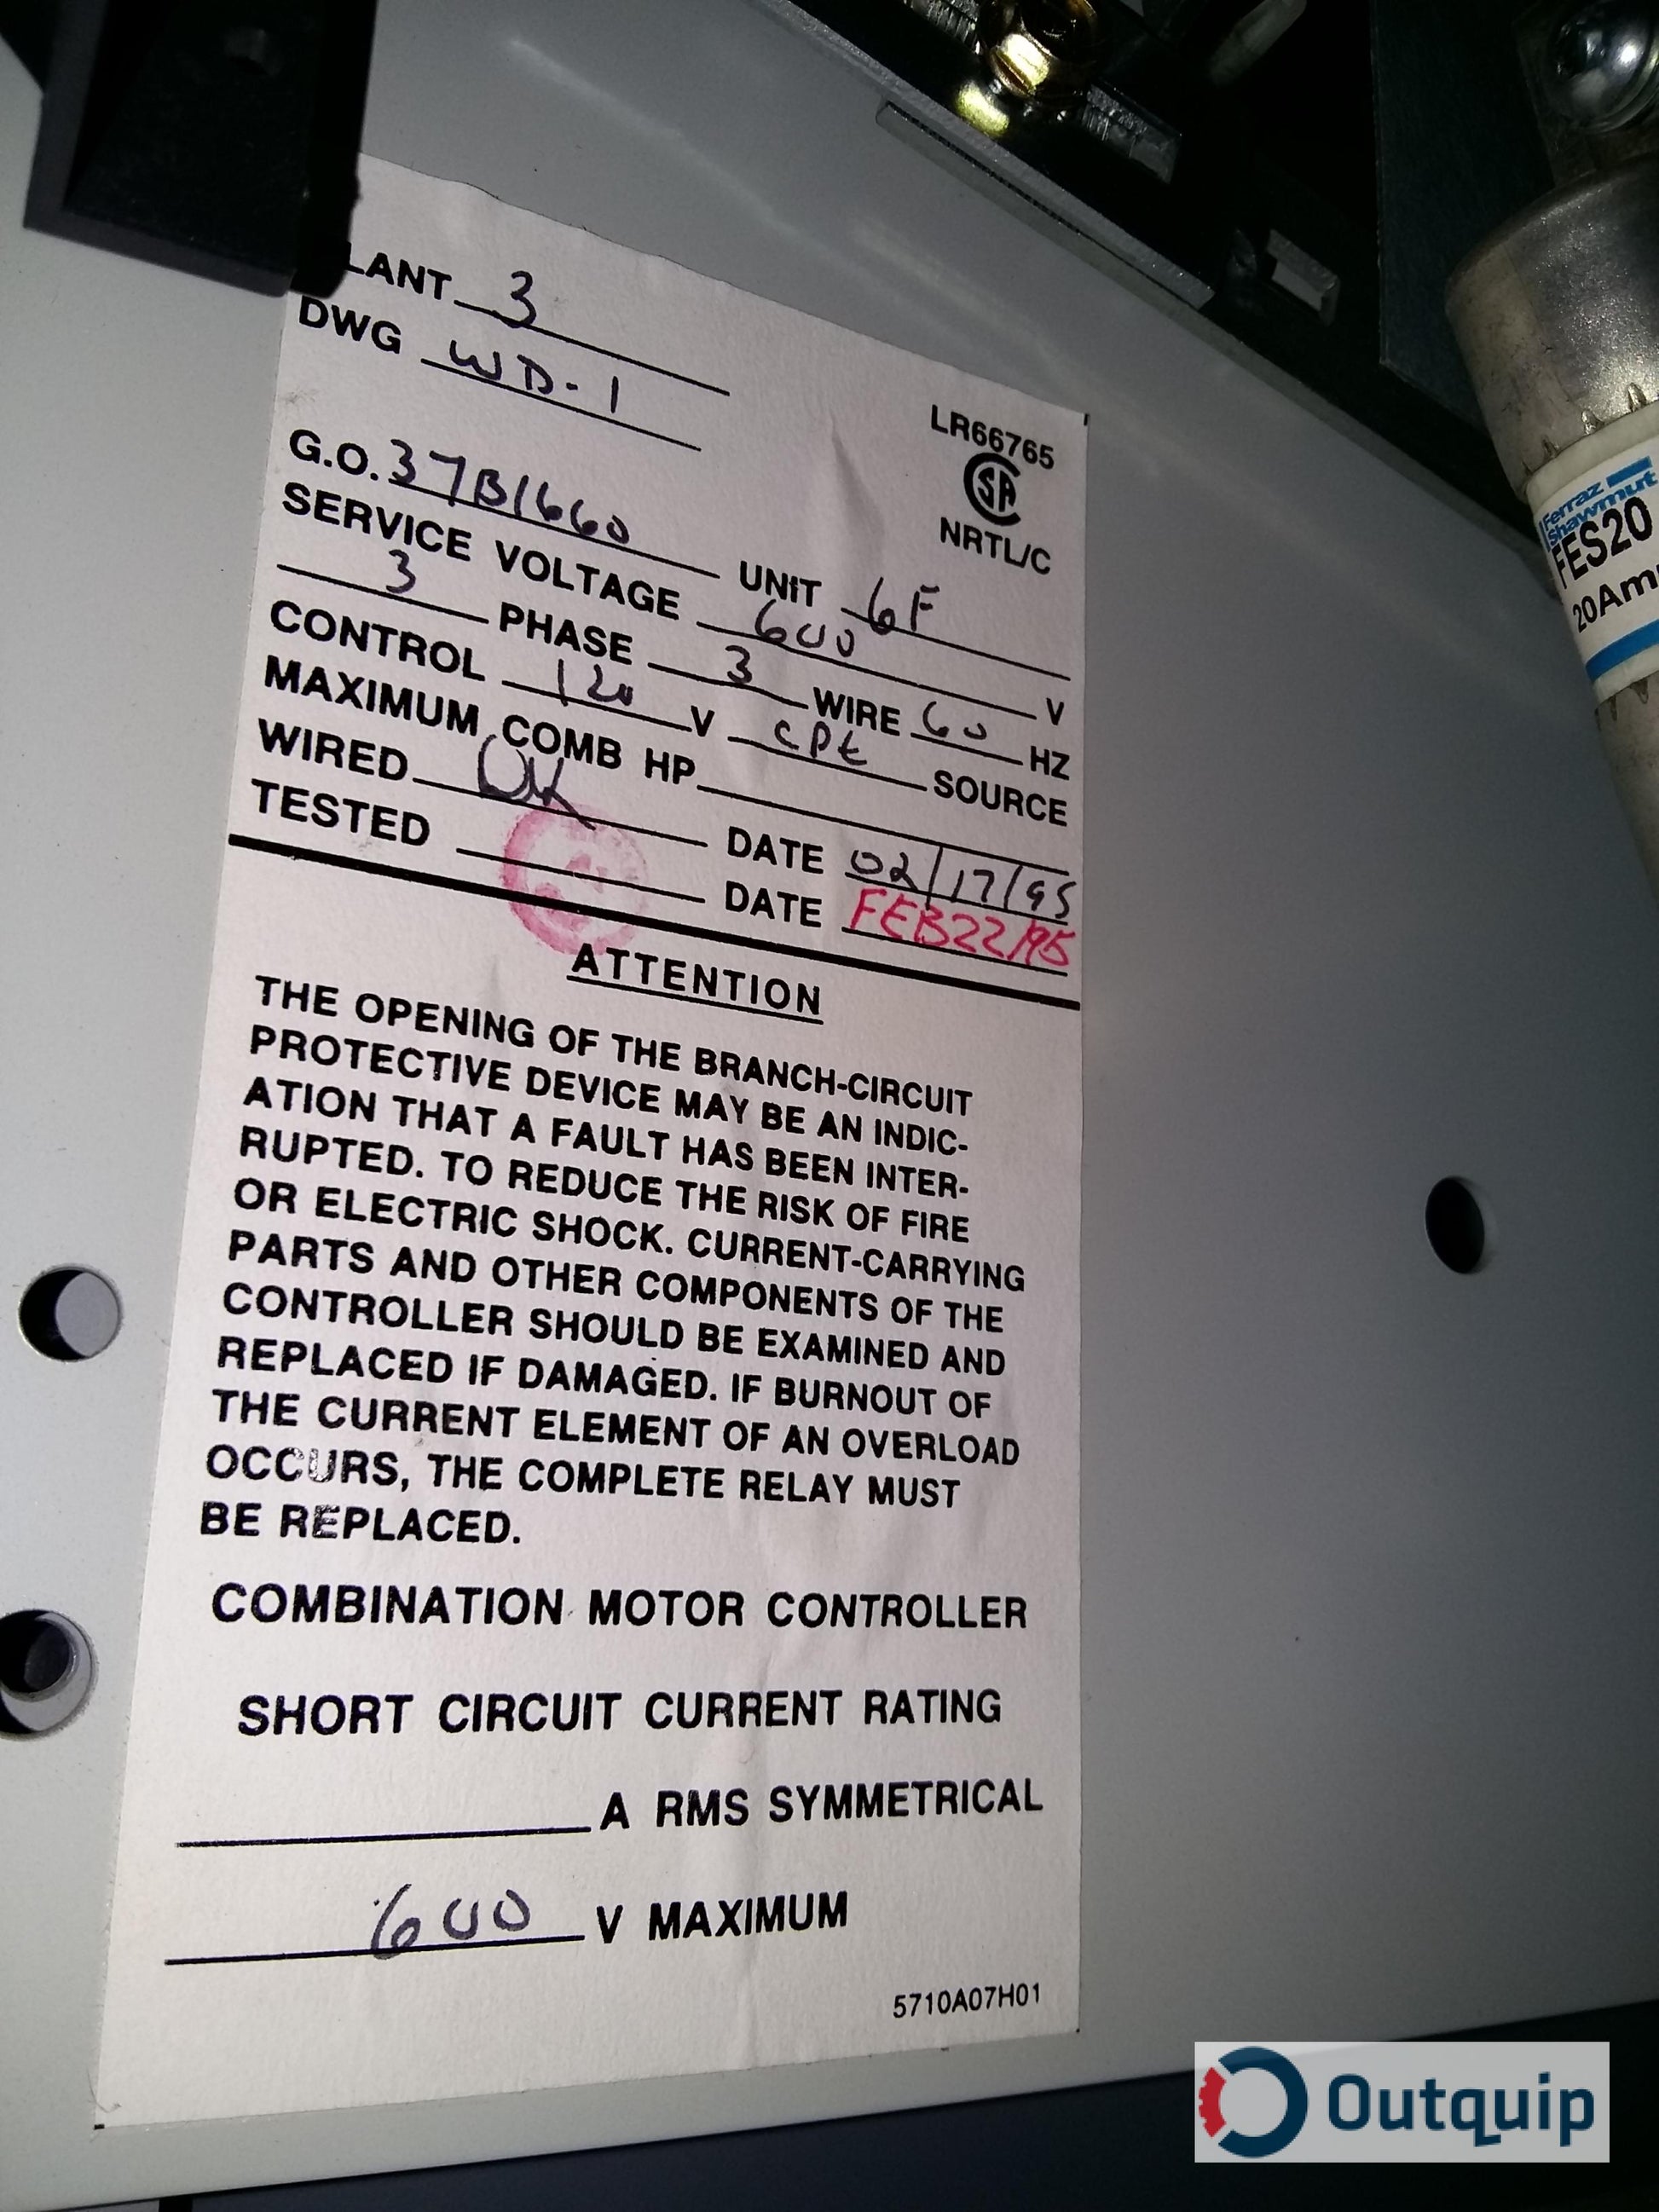 LANT 3
DWG WD-1
LR66765
SA
NRTL/C
G.O. 37B1660 UNIT 6F
SERVICE VOLTAGE 600 V
3 PHASE 3 WIRE 60 HZ
CONTROL 120 V CPT SOURCE
MAXIMUM COMB HP
WIRED DATE 02/17/95
TESTED DATE FEB22/95
ATTENTION
THE OPENING OF THE BRANCH-CIRCUIT
PROTECTIVE DEVICE MAY BE AN INDIC-
ATION THAT A FAULT HAS BEEN INTER-
RUPTED. TO REDUCE THE RISK OF FIRE
OR ELECTRIC SHOCK. CURRENT-CARRYING
PARTS AND OTHER COMPONENTS OF THE
CONTROLLER SHOULD BE EXAMINED AND
REPLACED IF DAMAGED. IF BURNOUT OF
THE CURRENT ELEMENT OF AN OVERLOAD
OCCURS, THE COMPLETE RELAY MUST
BE REPLACED.
COMBINATION MOTOR CONTROLLER
SHORT CIRCUIT CURRENT RATING
A RMS SYMMETRICAL
600 V MAXIMUM
5710A07H01
Ferraz
Shawmut
FES20
20Am
Outquip